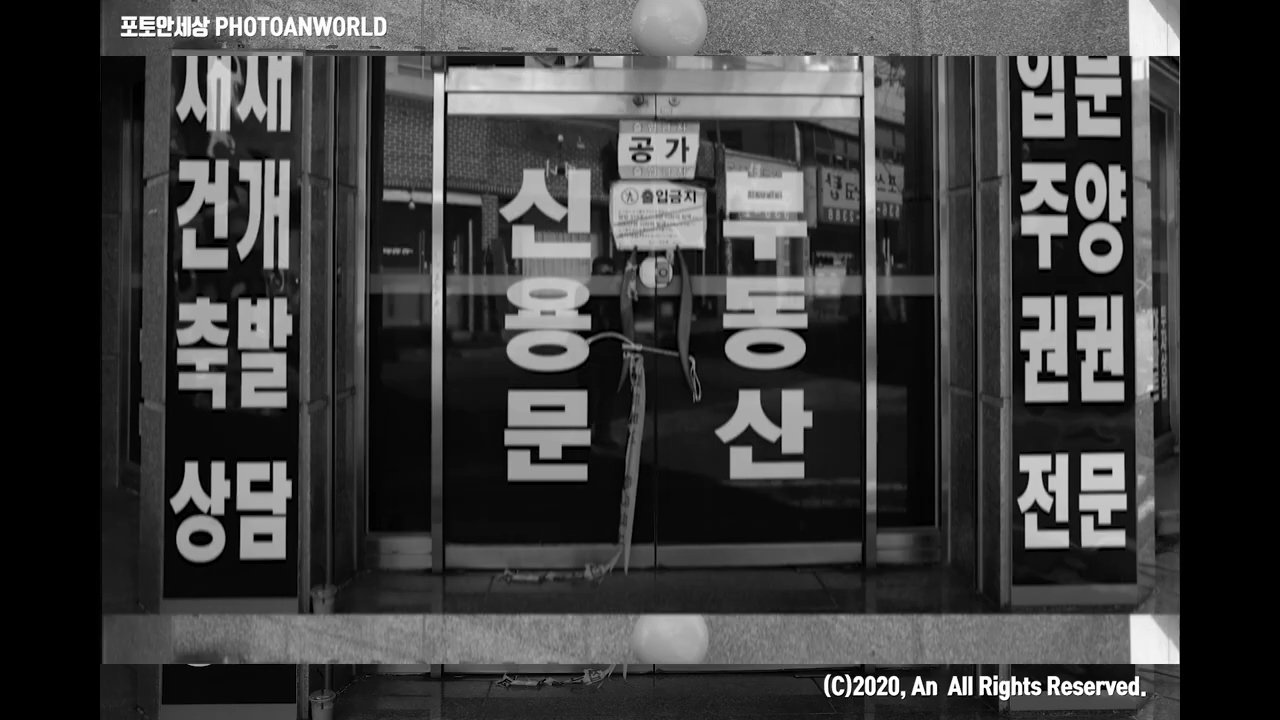 포토안세상 PHOTOANWORLD
재건축 상담
재개발
신용문
부동산
공가
출입금지
입주권 전문
분양권
(C)2020, An All Rights Reserved.